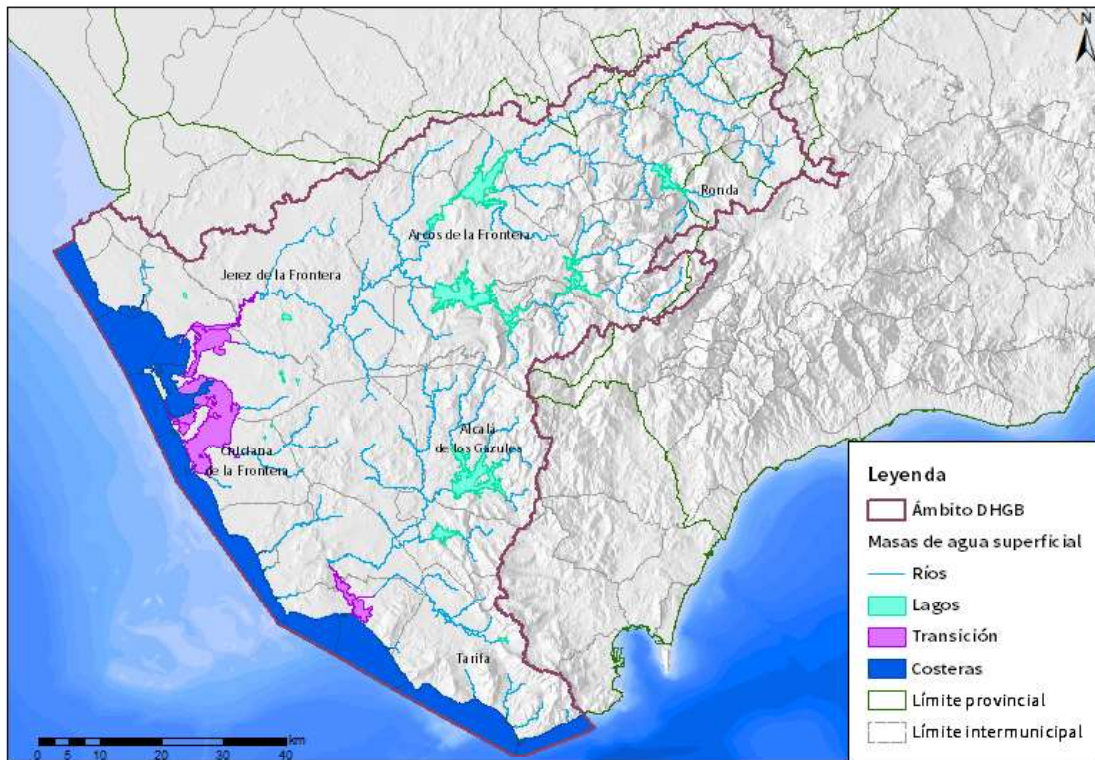 N
Ronda
Arcos de la Frontera
Jerez de la Frontera
Alcalá
de los Gazules
Chiclana
de la Frontera
Tarifa
km
0 5 10 20 30 40
Leyenda
Ámbito DHGB
Masas de agua superficial
Ríos
Lagos
Transición
Costeras
Límite provincial
Límite intermunicipal